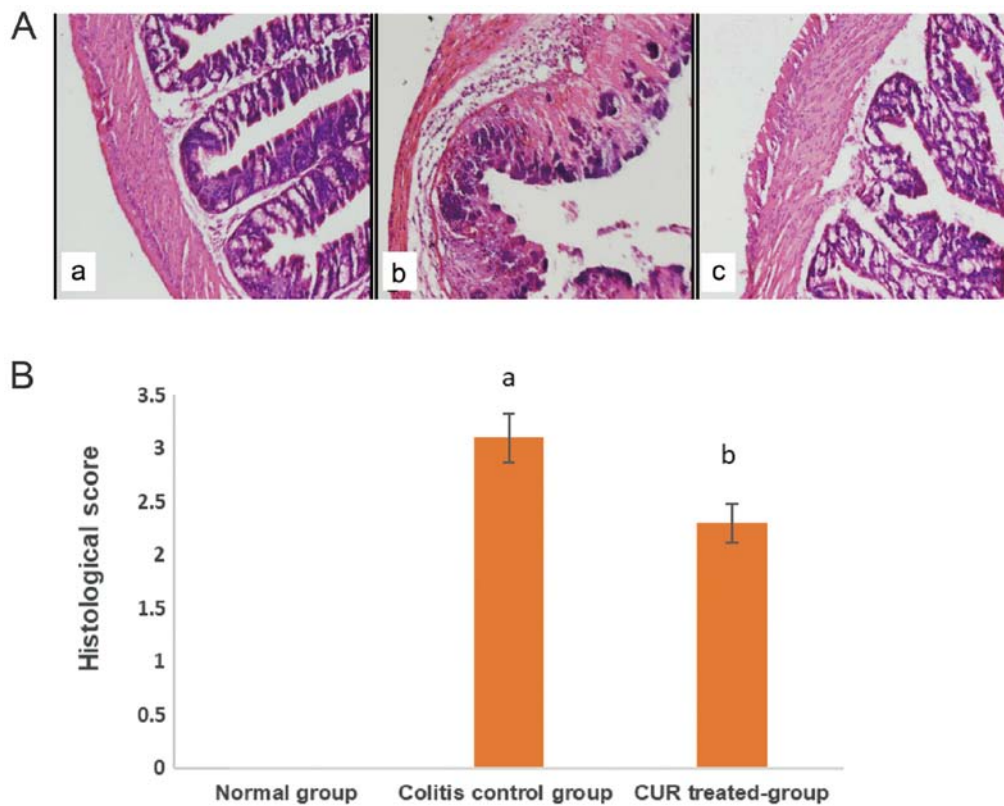 A
a
b
c
B
a
b
3.5
3
2.5
2
1.5
1
0.5
0
Histological score
Normal group
Colitis control group
CUR treated-group